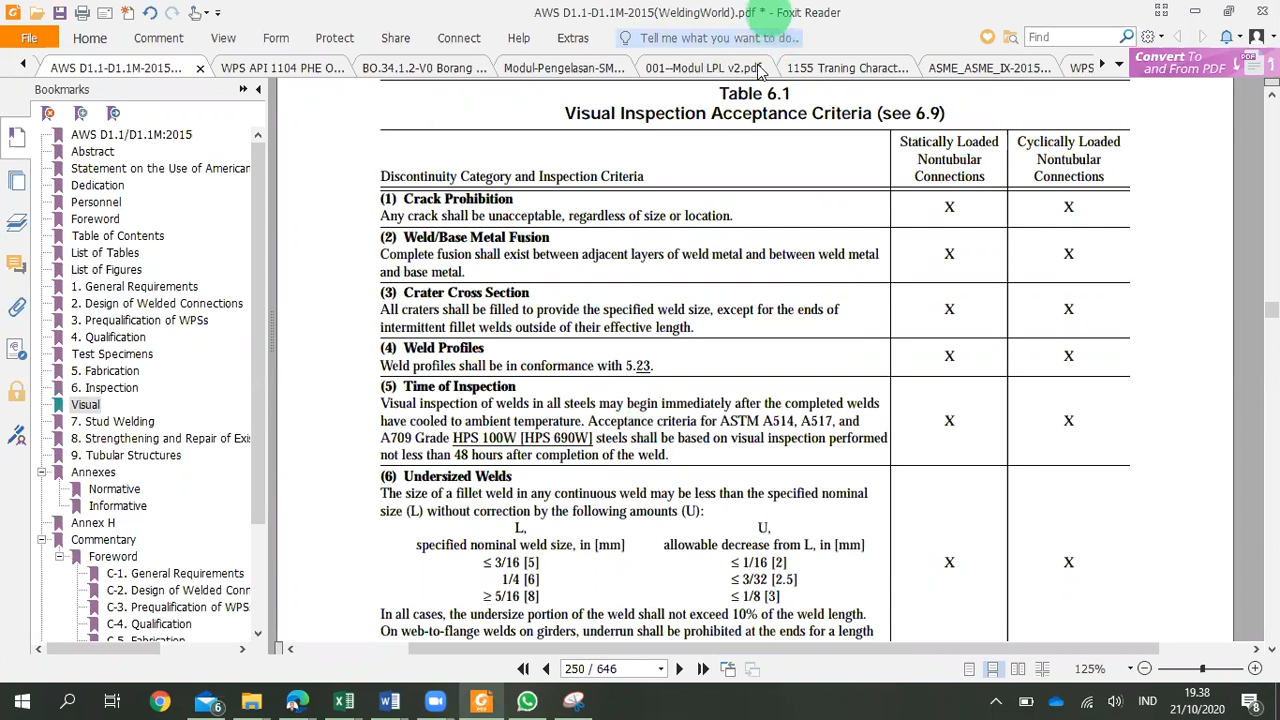 AWS D1.1-D1.1M-2015(WeldingWorld).pdf * - Foxit Reader
File Home Comment View Form Protect Share Connect Help Extras Tell me what you want to do.. Find
AWS D1.1-D1.1M-2015... WPS API 1104 PHE O... BO.34.1.2-V0 Borang ... Modul-Pengelasan-SM... 001--Modul LPL v2.pdf 1155 Traning Charact... ASME_ASME_IX-2015... WPS
Convert To
and From PDF
PDF
Bookmarks
AWS D1.1/D1.1M:2015
Abstract
Statement on the Use of American
Dedication
Personnel
Foreword
Table of Contents
List of Tables
List of Figures
1. General Requirements
2. Design of Welded Connections
3. Prequalification of WPSs
4. Qualification
Test Specimens
5. Fabrication
6. Inspection
Visual
7. Stud Welding
8. Strengthening and Repair of Exi
9. Tubular Structures
Annexes
Normative
Informative
Annex H
Commentary
Foreword
C-1. General Requirements
C-2. Design of Welded Conn
C-3. Prequalification of WPS
C-4. Qualification
C-5. Fabrication
Table 6.1
Visual Inspection Acceptance Criteria (see 6.9)
Discontinuity Category and Inspection Criteria
Statically Loaded
Nontubular
Connections
Cyclically Loaded
Nontubular
Connections
(1) Crack Prohibition
Any crack shall be unacceptable, regardless of size or location.
X X
(2) Weld/Base Metal Fusion
Complete fusion shall exist between adjacent layers of weld metal and between weld metal
and base metal.
X X
(3) Crater Cross Section
All craters shall be filled to provide the specified weld size, except for the ends of
intermittent fillet welds outside of their effective length.
X X
(4) Weld Profiles
Weld profiles shall be in conformance with 5.23.
X X
(5) Time of Inspection
Visual inspection of welds in all steels may begin immediately after the completed welds
have cooled to ambient temperature. Acceptance criteria for ASTM A514, A517, and
A709 Grade HPS 100W [HPS 690W] steels shall be based on visual inspection performed
not less than 48 hours after completion of the weld.
X X
(6) Undersized Welds
The size of a fillet weld in any continuous weld may be less than the specified nominal
size (L) without correction by the following amounts (U):
L, U,
specified nominal weld size, in [mm] allowable decrease from L, in [mm]
≤ 3/16 [5] ≤ 1/16 [2]
1/4 [6] ≤ 3/32 [2.5]
≥ 5/16 [8] ≤ 1/8 [3]
X X
In all cases, the undersize portion of the weld shall not exceed 10% of the weld length.
On web-to-flange welds on girders, underrun shall be prohibited at the ends for a length
250 / 646
125%
6
IND
19.38
21/10/2020
8